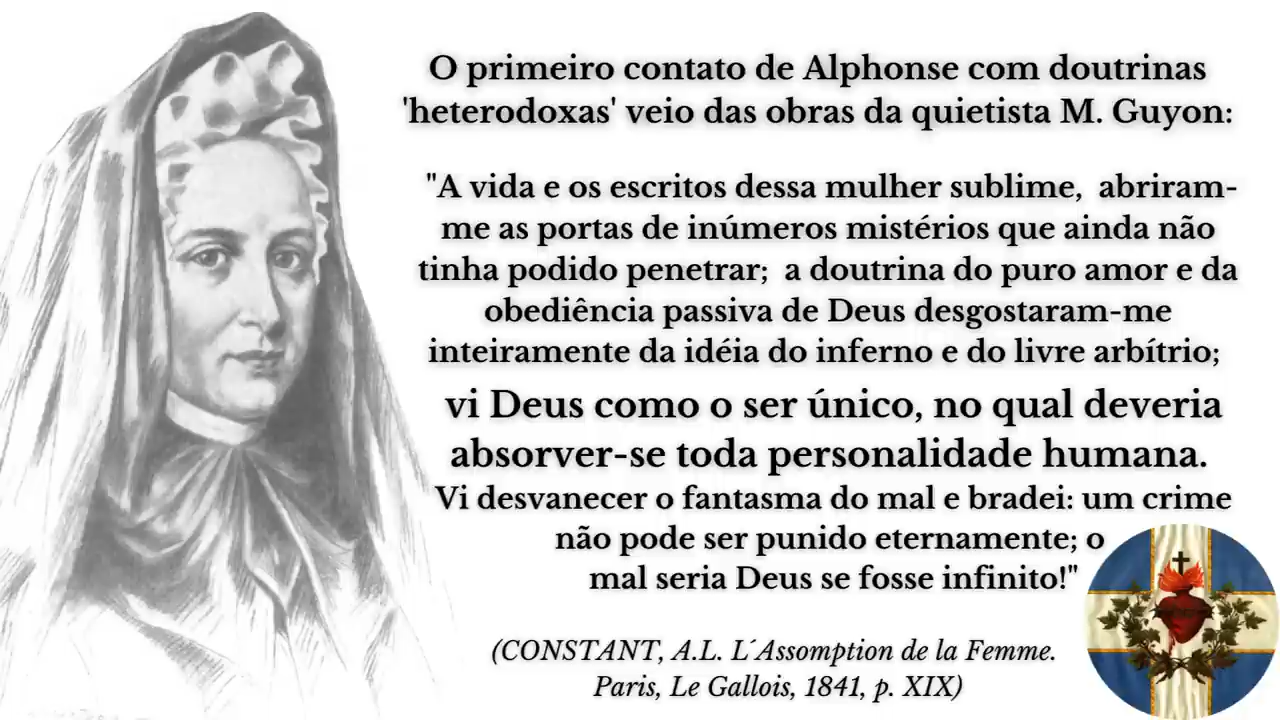 O primeiro contato de Alphonse com doutrinas
'heterodoxas' veio das obras da quietista M. Guyon:
"A vida e os escritos dessa mulher sublime, abriram-
me as portas de inúmeros mistérios que ainda não
tinha podido penetrar; a doutrina do puro amor e da
obediência passiva de Deus desgostaram-me
inteiramente da idéia do inferno e do livre arbítrio;
vi Deus como o ser único, no qual deveria
absorver-se toda personalidade humana.
Vi desvanecer o fantasma do mal e bradei: um crime
não pode ser punido eternamente; o
mal seria Deus se fosse infinito!"
(CONSTANT, A.L. L´Assomption de la Femme.
Paris, Le Gallois, 1841, p. XIX)